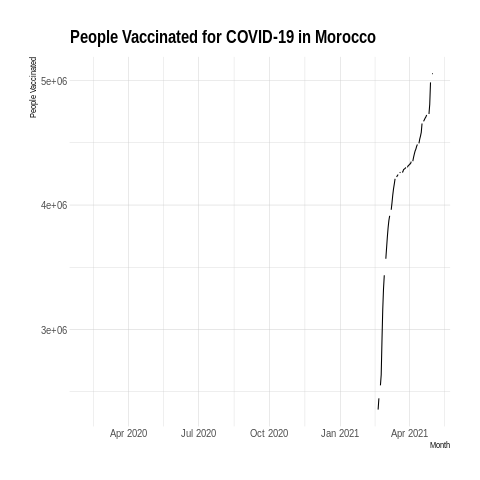 People Vaccinated for COVID-19 in Morocco
People Vaccinated
5e+06
4e+06
3e+06
Apr 2020 Jul 2020 Oct 2020 Jan 2021 Apr 2021
Month